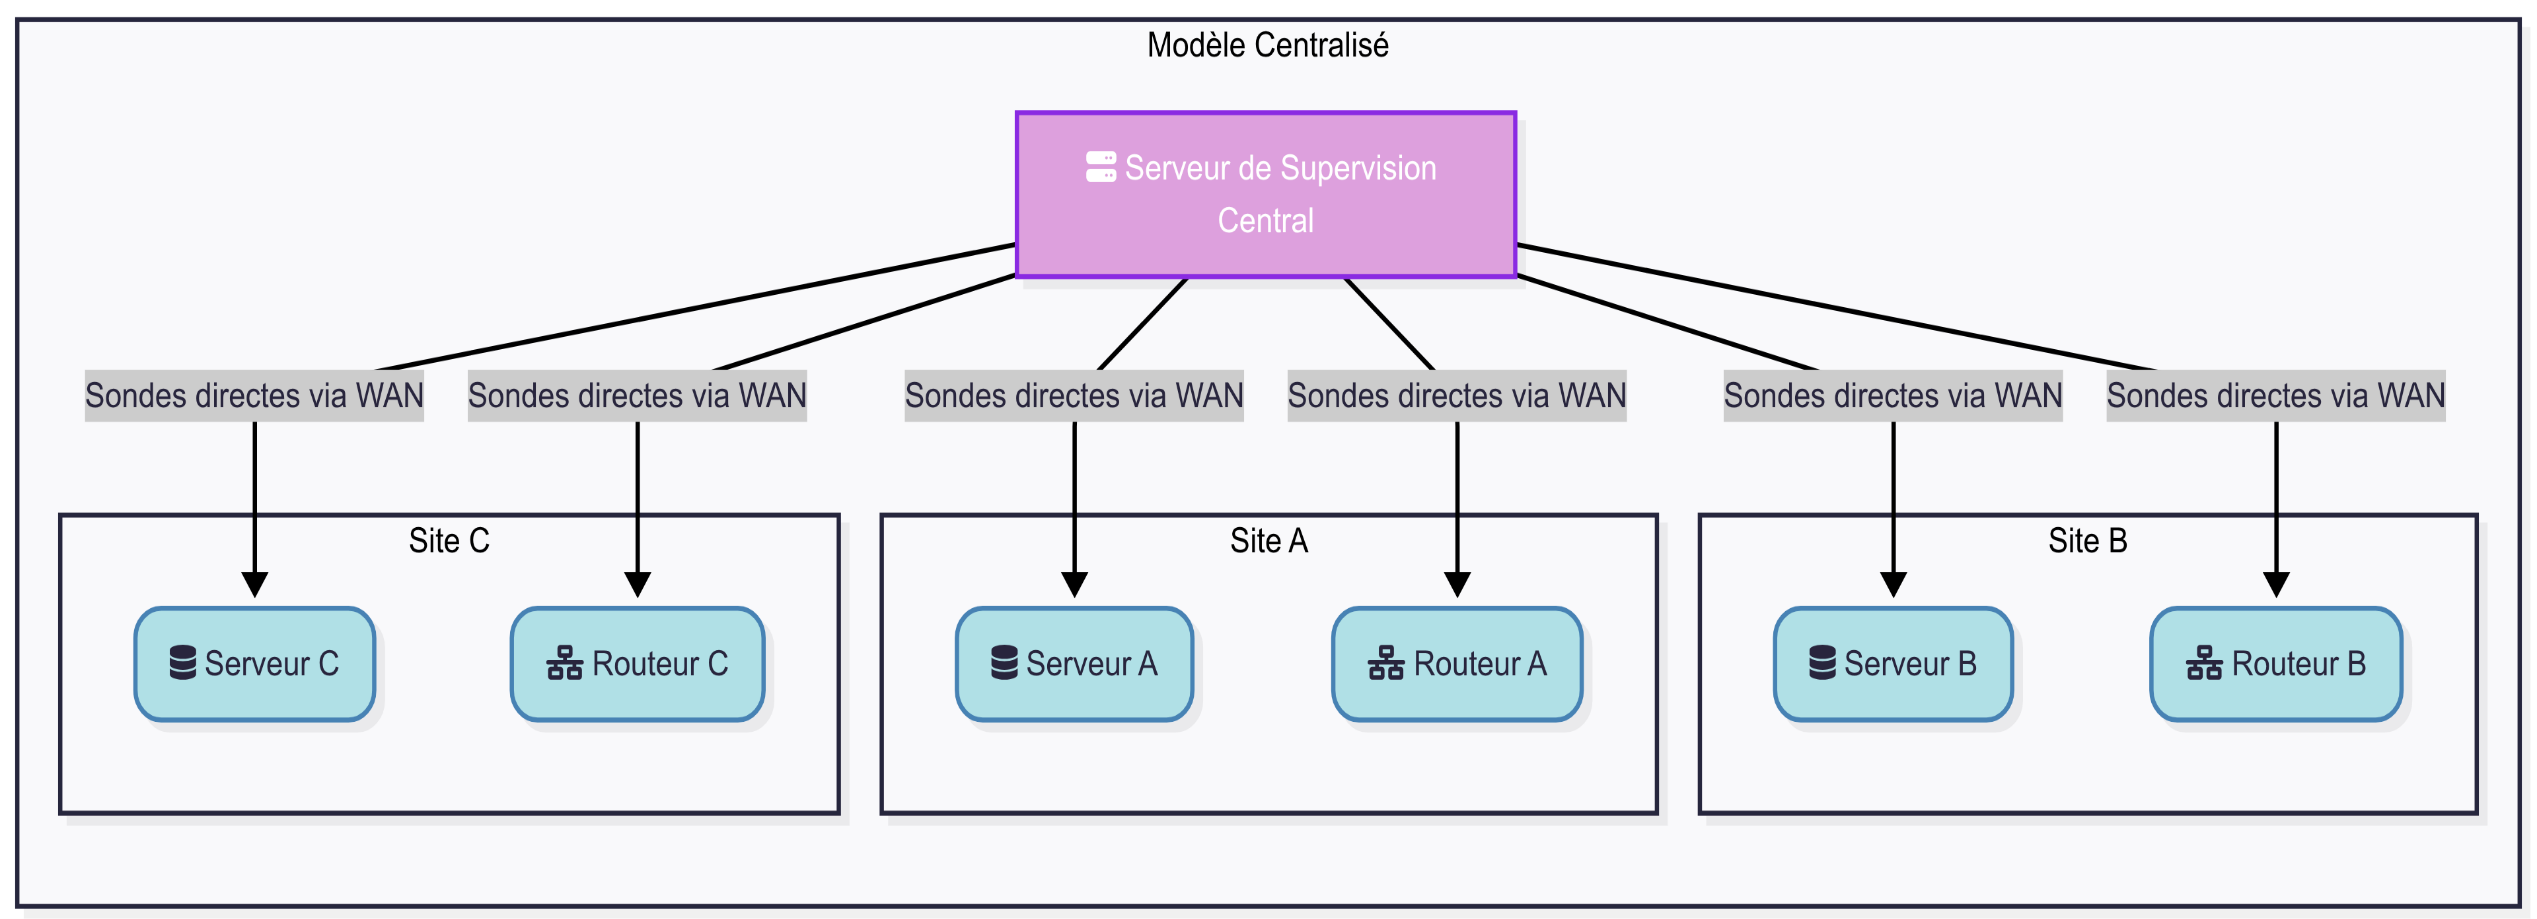 Modèle Centralisé
Serveur de Supervision
Central
Sondes directes via WAN
Sondes directes via WAN
Sondes directes via WAN
Sondes directes via WAN
Sondes directes via WAN
Sondes directes via WAN
Site C
Site A
Site B
Serveur C
Routeur C
Serveur A
Routeur A
Serveur B
Routeur B